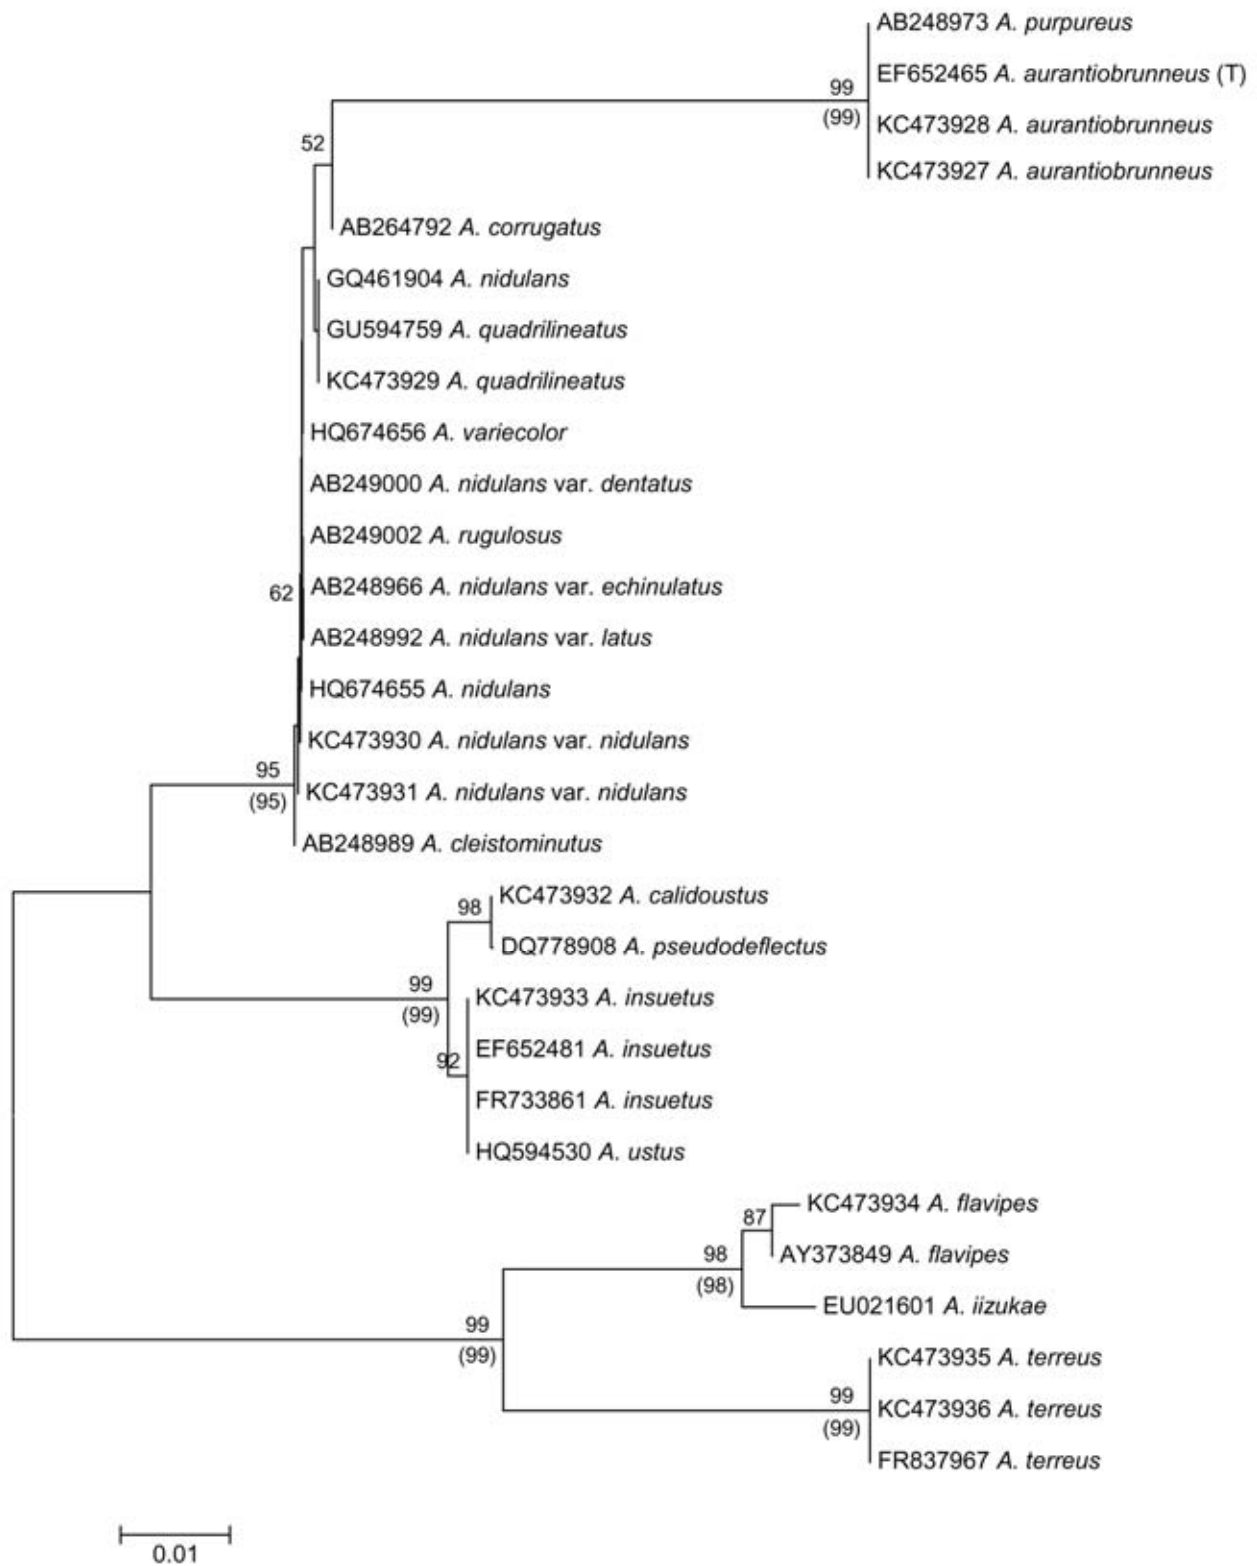 AB248973 A. purpureus
EF652465 A. aurantiobrunneus (T)
99
(99)
KC473928 A. aurantiobrunneus
KC473927 A. aurantiobrunneus
52
AB264792 A. corrugatus
GQ461904 A. nidulans
GU594759 A. quadrilineatus
KC473929 A. quadrilineatus
HQ674656 A. variecolor
AB249000 A. nidulans var. dentatus
AB249002 A. rugulosus
62
AB248966 A. nidulans var. echinulatus
AB248992 A. nidulans var. latus
HQ674655 A. nidulans
KC473930 A. nidulans var. nidulans
95
(95)
KC473931 A. nidulans var. nidulans
AB248989 A. cleistominutus
KC473932 A. calidoustus
98
DQ778908 A. pseudodeflectus
99
(99)
KC473933 A. insuetus
EF652481 A. insuetus
92
FR733861 A. insuetus
HQ594530 A. ustus
KC473934 A. flavipes
87
AY373849 A. flavipes
98
(98)
EU021601 A. iizukae
99
(99)
KC473935 A. terreus
99
(99)
KC473936 A. terreus
FR837967 A. terreus
0.01